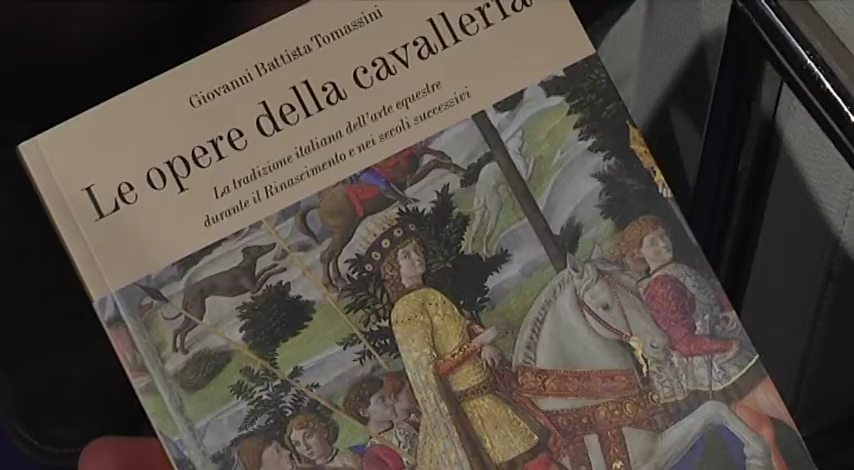 Giovanni Battista Tomassini
Le opere della cavalleria
La tradizione italiana dell'arte equestre
durante il Rinascimento e nei secoli successivi